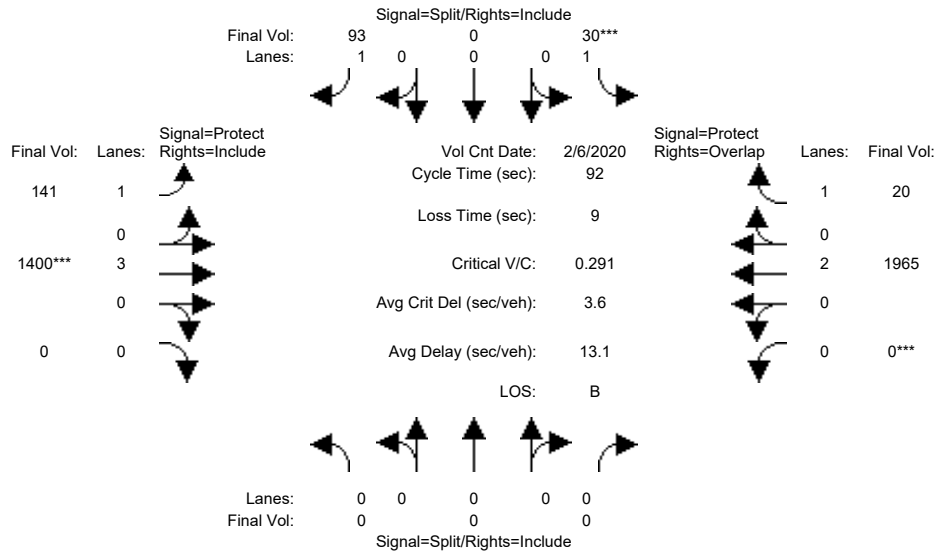 Signal=Split/Rights=Include
Final Vol: 93 0 30***
Lanes: 1 0 0 0 1
Signal=Protect Signal=Protect
Final Vol: Lanes: Rights=Include Vol Cnt Date: 2/6/2020 Rights=Overlap Lanes: Final Vol:
Cycle Time (sec): 92
141 1 1 20
Loss Time (sec): 9
0 0
1400*** 3 Critical V/C: 0.291 2 1965
0 Avg Crit Del (sec/veh): 3.6 0
0 0 Avg Delay (sec/veh): 13.1 0 0***
LOS: B
Lanes: 0 0 0 0 0
Final Vol: 0 0 0
Signal=Split/Rights=Include